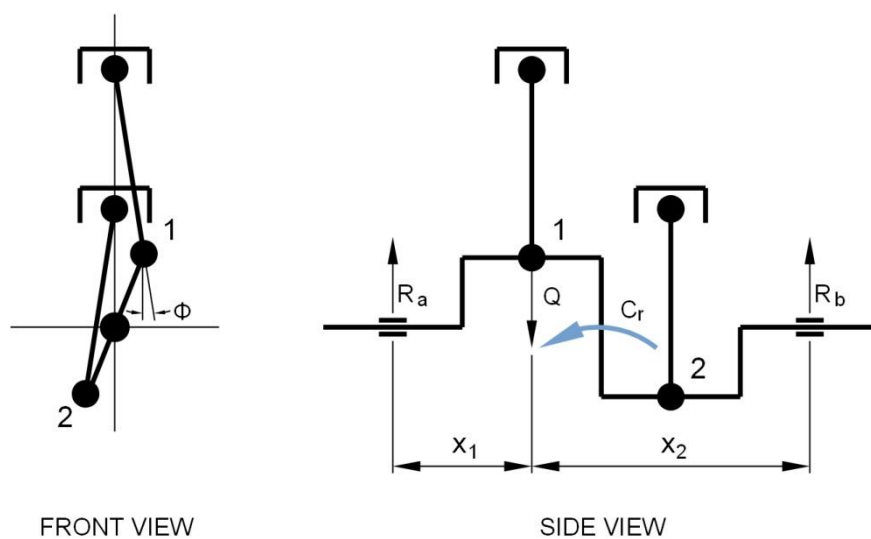 1
Φ
2
FRONT VIEW
1
Ra
Q
Cr
Rb
2
x1
x2
SIDE VIEW